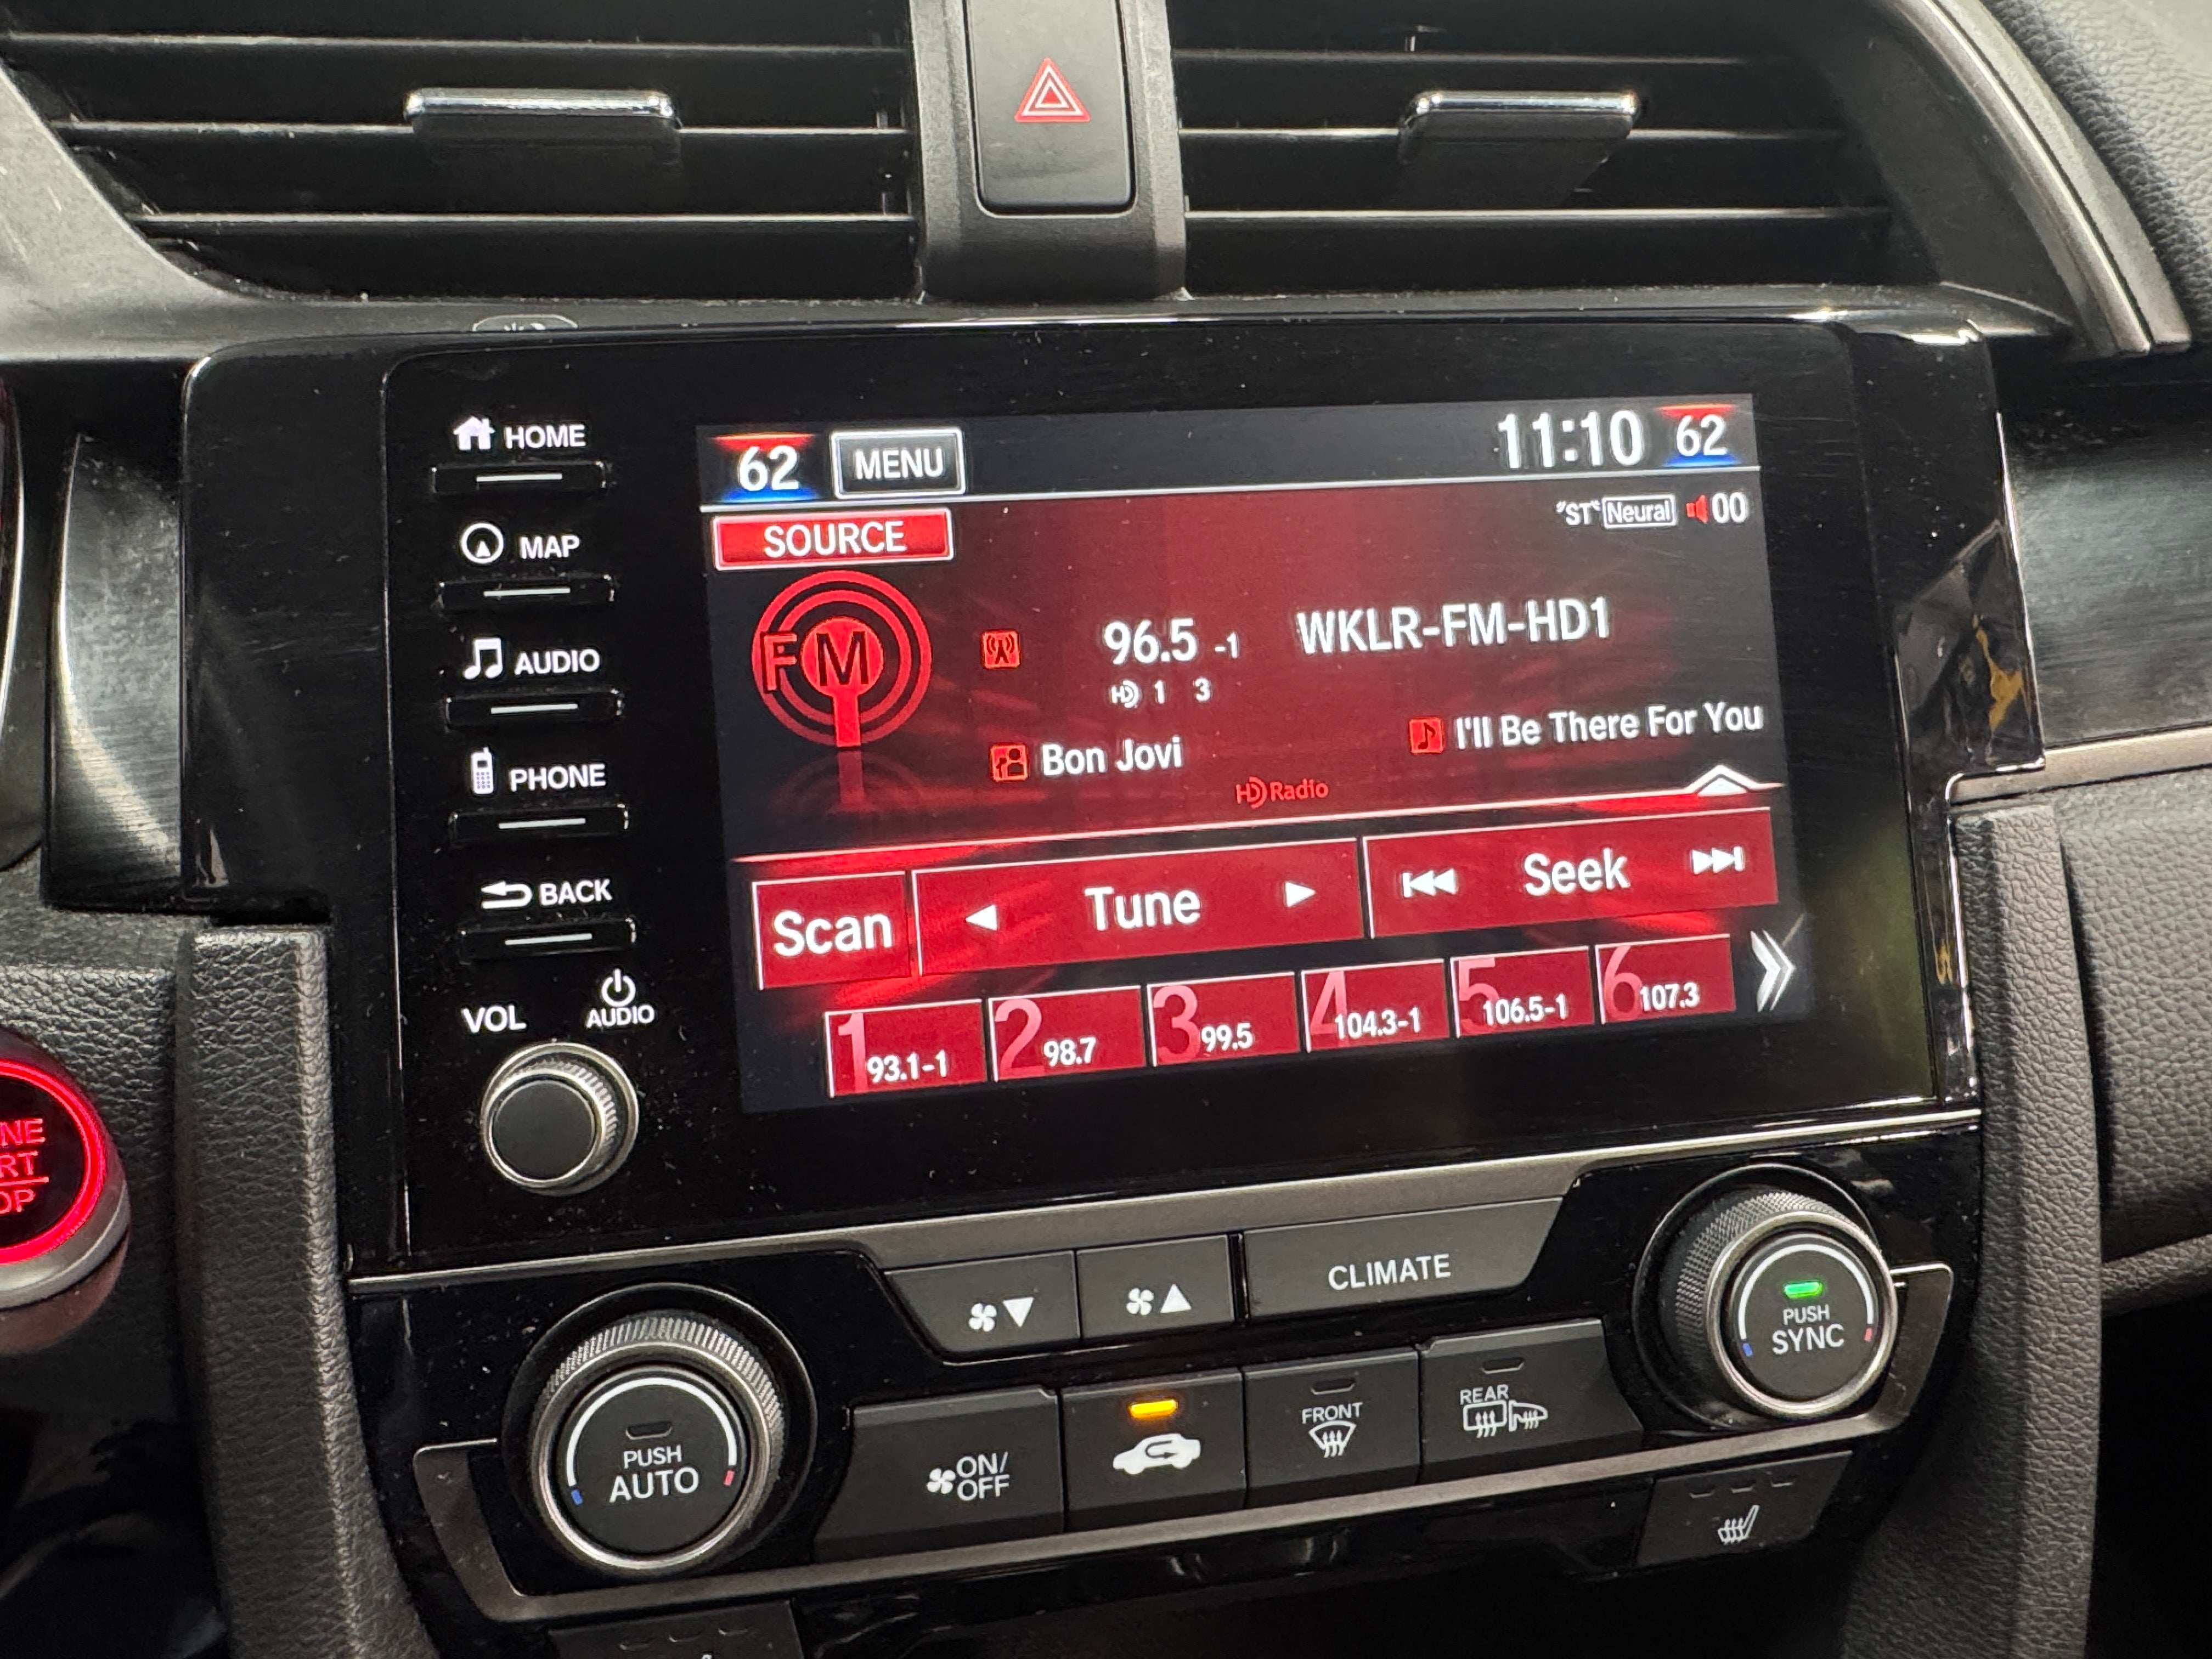 HOME
MAP
AUDIO
PHONE
BACK
VOL
AUDIO
62 MENU 11:10 62
SOURCE "ST" Neural 00
FM 96.5 -1 WKLR-FM-HD1
HD 1 3
Bon Jovi I'll Be There For You
HD Radio
Scan Tune Seek
1 93.1-1 2 98.7 3 99.5 4 104.3-1 5 106.5-1 6 107.3
CLIMATE
PUSH
SYNC
PUSH
AUTO
ON/
OFF
FRONT
REAR